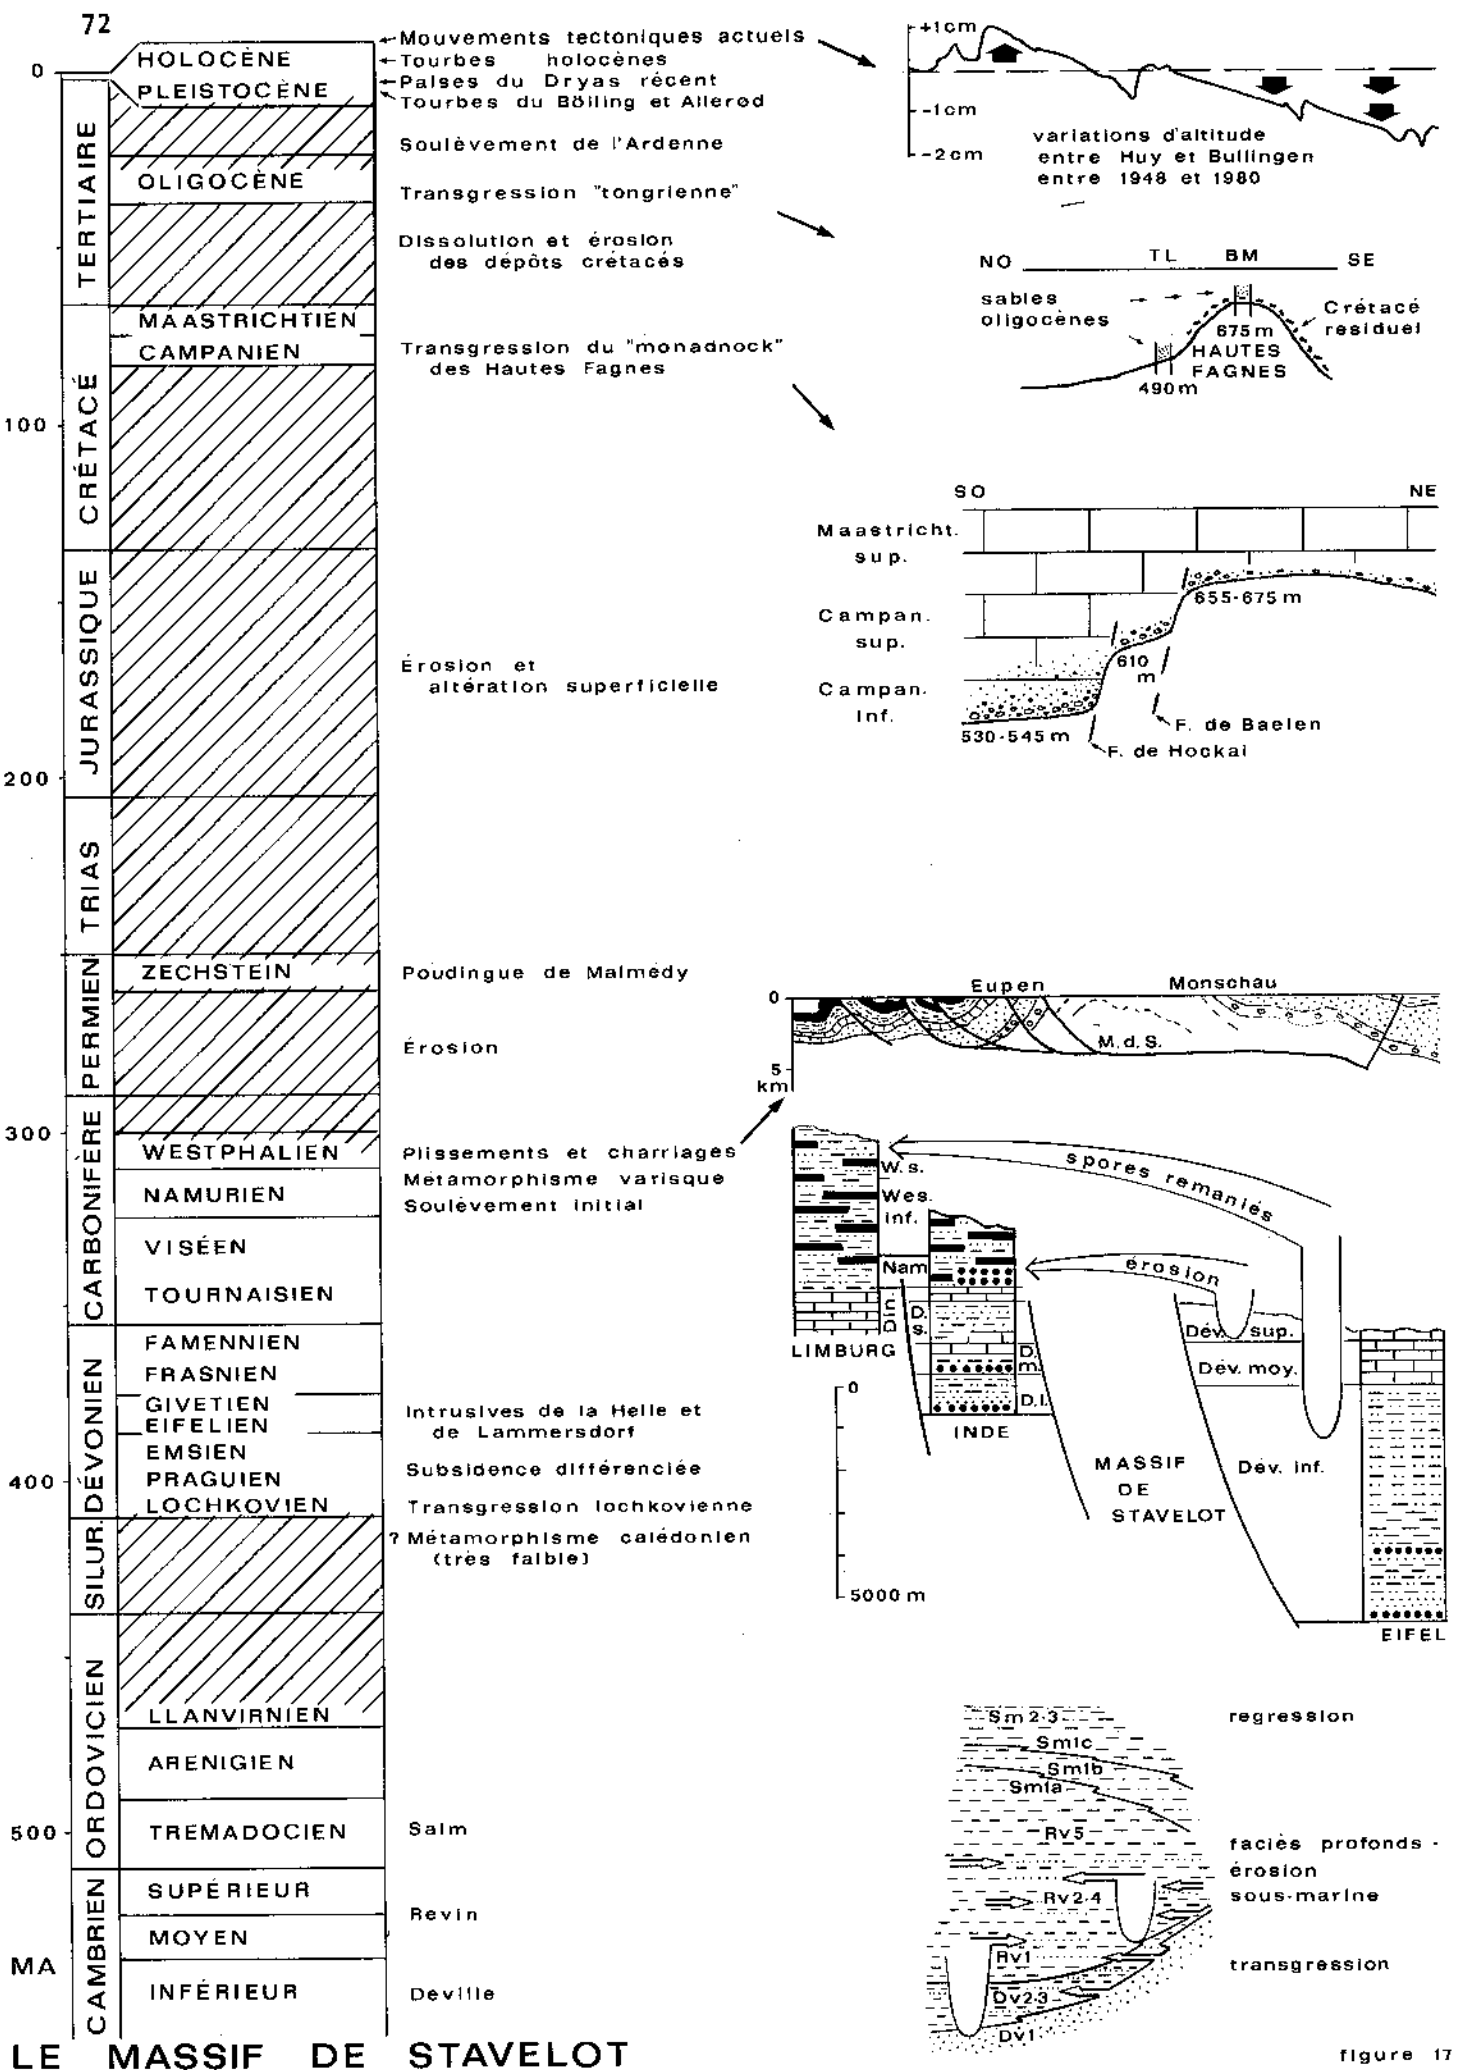 72
HOLOCÈNE
PLEISTOCÈNE
OLIGOCÈNE
MAASTRICHTIEN
CAMPANIEN
ZECHSTEIN
WESTPHALIEN
NAMURIEN
VISÉEN
TOURNAISIEN
FAMENNIEN
FRASNIEN
GIVETIEN
EIFELIEN
EMSIEN
PRAGUIEN
LOCHKOVIEN
LLANVIRNIEN
ARENIGIEN
TREMADOCIEN
SUPÉRIEUR
MOYEN
INFÉRIEUR
0
100
200
300
400
500
MA
TERTIAIRE
CRÉTACÉ
JURASSIQUE
TRIAS
PERMIEN
CARBONIFÈRE
DÉVONIEN
SILUR.
ORDOVICIEN
CAMBRIEN
Mouvements tectoniques actuels
Tourbes holocènes
Palses du Dryas récent
Tourbes du Bölling et Allerød
Soulèvement de l'Ardenne
Transgression "tongrienne"
Dissolution et érosion
des dépôts crétacés
Transgression du "monadnock"
des Hautes Fagnes
Érosion et
altération superficielle
Poudingue de Malmédy
Érosion
Plissements et charriages
Métamorphisme varisque
Soulèvement initial
Intrusives de la Helle et
de Lammersdorf
Subsidence différenciée
Transgression lochkovienne
? Métamorphisme calédonien
(très faible)
Salm
Revin
Deville
+1cm
-1cm
-2cm
variations d'altitude
entre Huy et Bullingen
entre 1948 et 1980
NO TL BM SE
sables
oligocènes
Crétacé
residuel
675 m
HAUTES
FAGNES
490 m
SO NE
Maastricht.
sup.
Campan.
sup.
Campan.
Inf.
655-675 m
610
m
530-545 m
F. de Baelen
F. de Hockai
Eupen Monschau
0
5
km
M.d.S.
W.s.
Wes.
inf.
Nam
Din
LIMBURG
D.
s.
D.
m.
D.I.
INDE
spores remaniés
érosion
Dév. sup.
Dév. moy.
Dév. inf.
MASSIF
DE
STAVELOT
0
5000 m
EIFEL
Sm2-3
Sm1c
Sm1b
Sm1a
Rv5
Rv2-4
Rv1
Dv2-3
Dv1
regression
faciès profonds -
érosion
sous-marine
transgression
LE MASSIF DE STAVELOT
figure 17